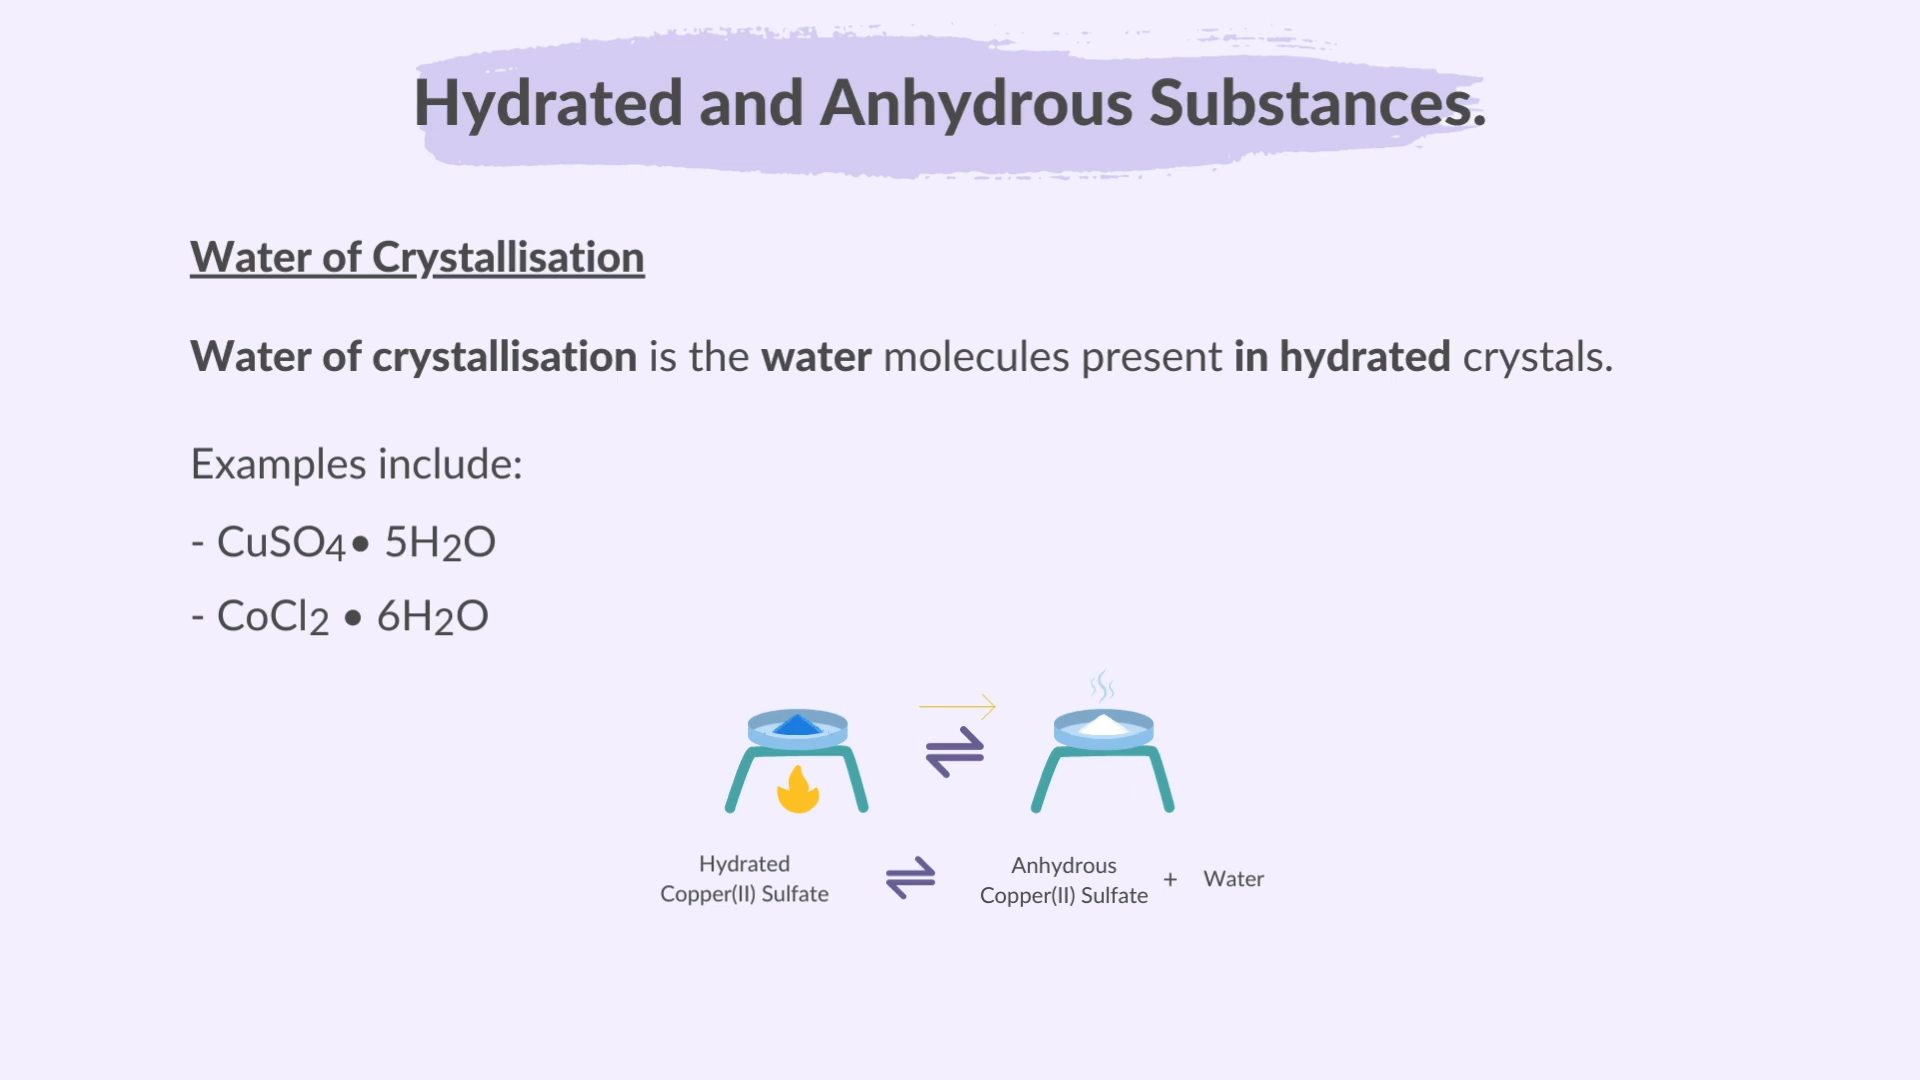 Hydrated and Anhydrous Substances.
Water of Crystallisation
Water of crystallisation is the water molecules present in hydrated crystals.
Examples include:
- CuSO4• 5H2O
- CoCl2 • 6H2O
Hydrated
Copper(II) Sulfate
⇌
Anhydrous
Copper(II) Sulfate
+ Water